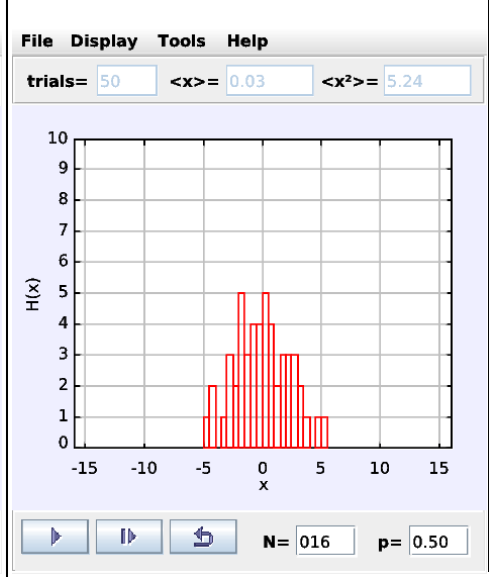 File Display Tools Help
trials= 50 <x>= 0.03 <x²>= 5.24
10
9
8
7
6
5
4
3
2
1
0
H(x)
-15 -10 -5 0 5 10 15
x
N= 016 p= 0.50